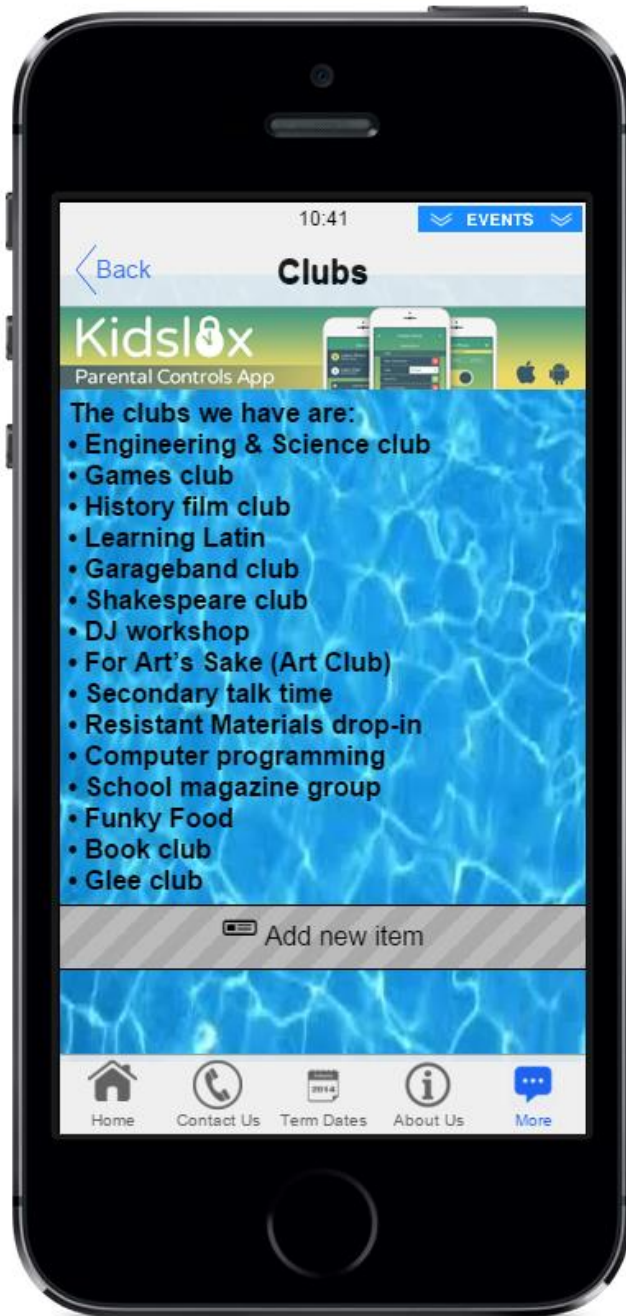 10:41
EVENTS
Back
Clubs
Kidslox
Parental Controls App
The clubs we have are:
• Engineering & Science club
• Games club
• History film club
• Learning Latin
• Garageband club
• Shakespeare club
• DJ workshop
• For Art's Sake (Art Club)
• Secondary talk time
• Resistant Materials drop-in
• Computer programming
• School magazine group
• Funky Food
• Book club
• Glee club
Add new item
2014
Home Contact Us Term Dates About Us More